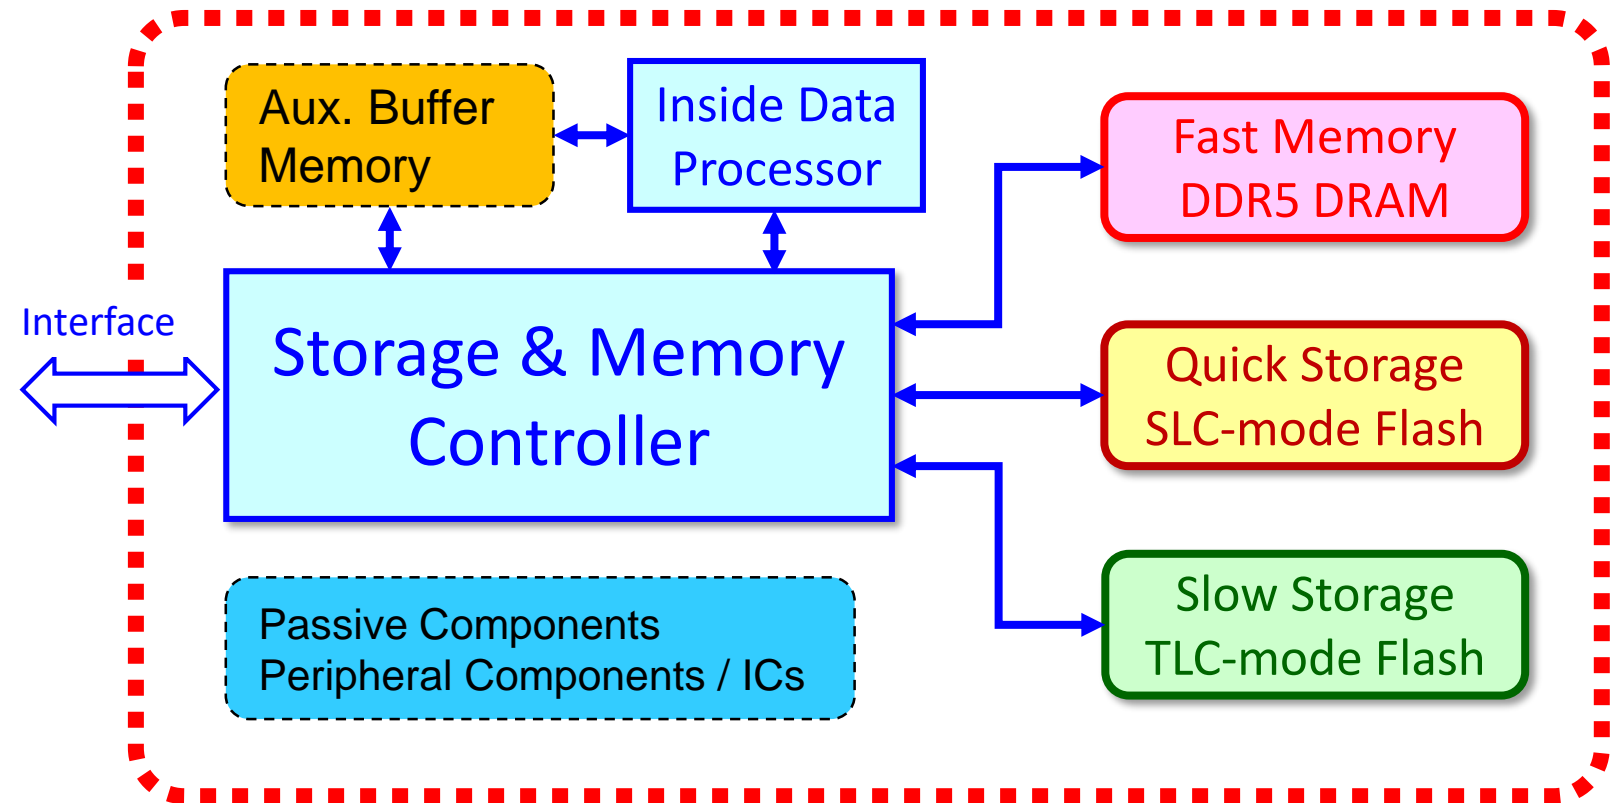 Aux. Buffer
Memory
Inside Data
Processor
Fast Memory
DDR5 DRAM
Interface
Storage & Memory
Controller
Quick Storage
SLC-mode Flash
Slow Storage
TLC-mode Flash
Passive Components
Peripheral Components / ICs